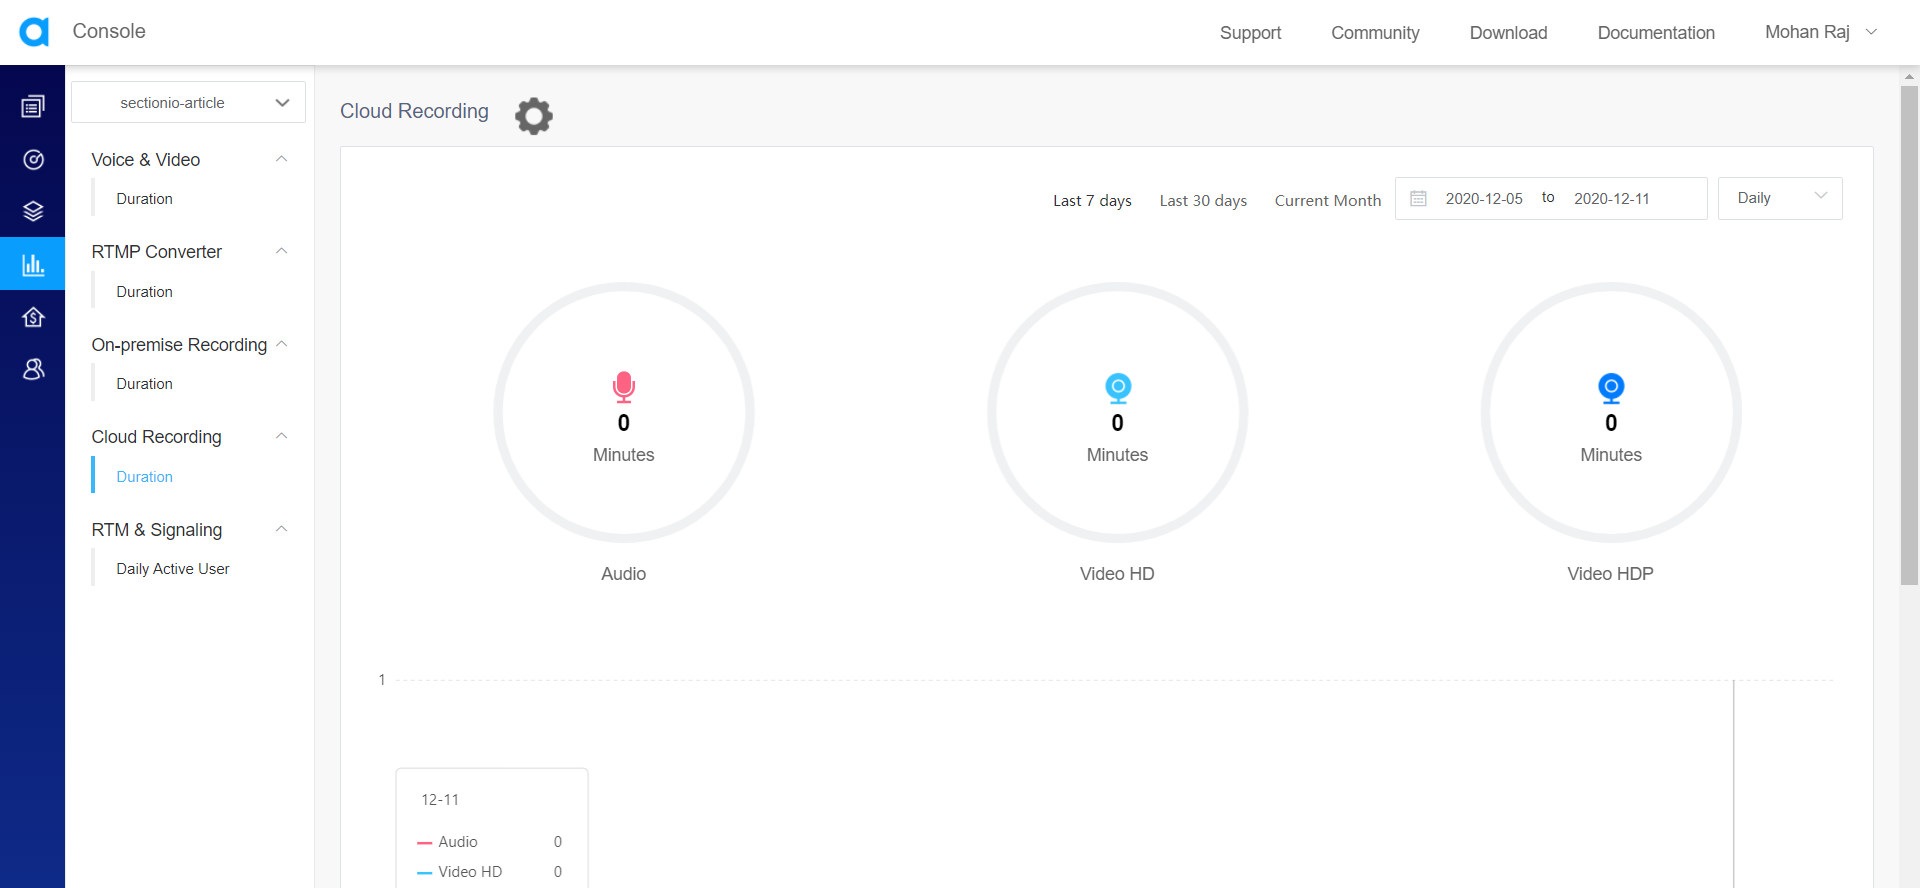 Console
Support
Community
Download
Documentation
Mohan Raj
sectionio-article
Voice & Video
Duration
RTMP Converter
Duration
On-premise Recording
Duration
Cloud Recording
Duration
RTM & Signaling
Daily Active User
Cloud Recording
Last 7 days
Last 30 days
Current Month
2020-12-05 to 2020-12-11
Daily
0
Minutes
Audio
0
Minutes
Video HD
0
Minutes
Video HDP
1
12-11
Audio 0
Video HD 0